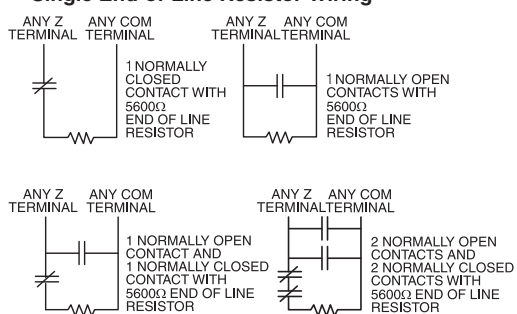 Single End of Line Resistor Wiring
ANY Z ANY COM
TERMINAL TERMINAL
1 NORMALLY
CLOSED
CONTACT WITH
5600Ω
END OF LINE
RESISTOR
ANY Z ANY COM
TERMINAL TERMINAL
1 NORMALLY OPEN
CONTACTS WITH
5600Ω
END OF LINE
RESISTOR
ANY Z ANY COM
TERMINAL TERMINAL
1 NORMALLY OPEN
CONTACT AND
1 NORMALLY CLOSED
CONTACT WITH
5600Ω END OF LINE
RESISTOR
ANY Z ANY COM
TERMINAL TERMINAL
2 NORMALLY OPEN
CONTACTS AND
2 NORMALLY CLOSED
CONTACTS WITH
5600Ω END OF LINE
RESISTOR